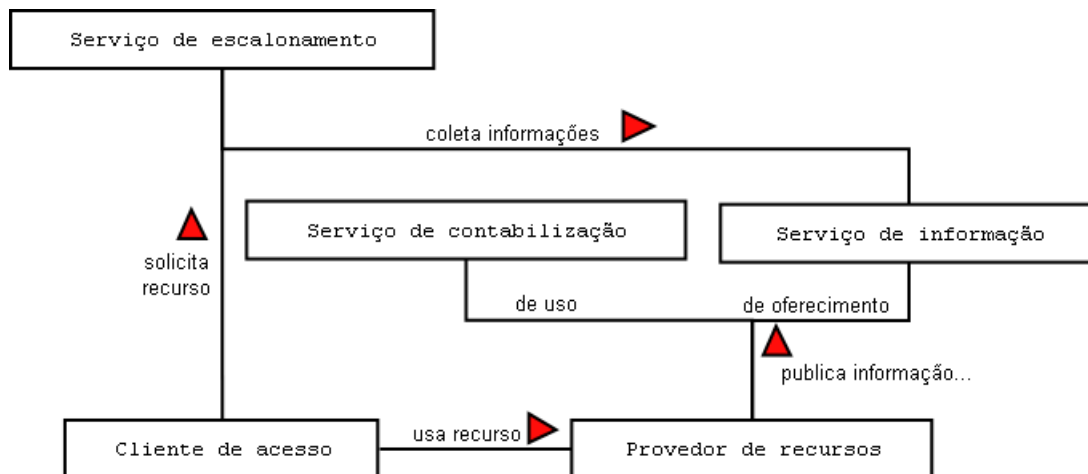 Serviço de escalonamento
coleta informações
Serviço de contabilização
Serviço de informação
solicita
recurso
de uso
de oferecimento
publica informação...
Cliente de acesso
usa recurso
Provedor de recursos